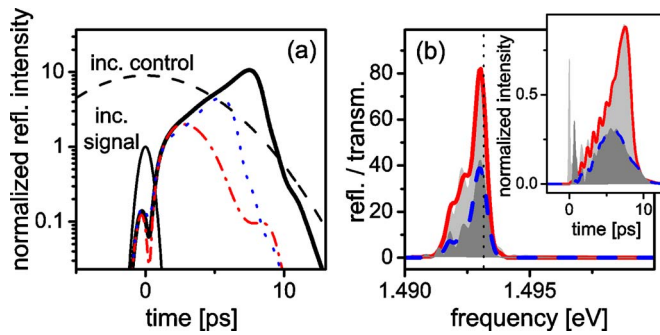 (a)
inc. control
inc.
signal
normalized refl. intensity
10
1
0.1
0
10
time [ps]
(b)
refl. / transm.
80
60
40
20
0
1.490
1.495
frequency [eV]
normalized intensity
0.5
0.0
0
10
time [ps]